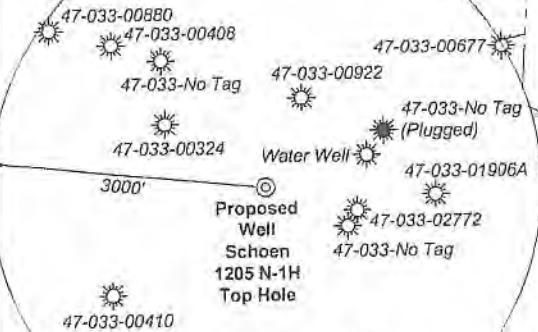 47-033-00880
47-033-00408
47-033-00677
47-033-No Tag
47-033-00922
47-033-No Tag
(Plugged)
47-033-00324
Water Well
47-033-01906A
3000'
Proposed
Well
Schoen
1205 N-1H
Top Hole
47-033-02772
47-033-No Tag
47-033-00410